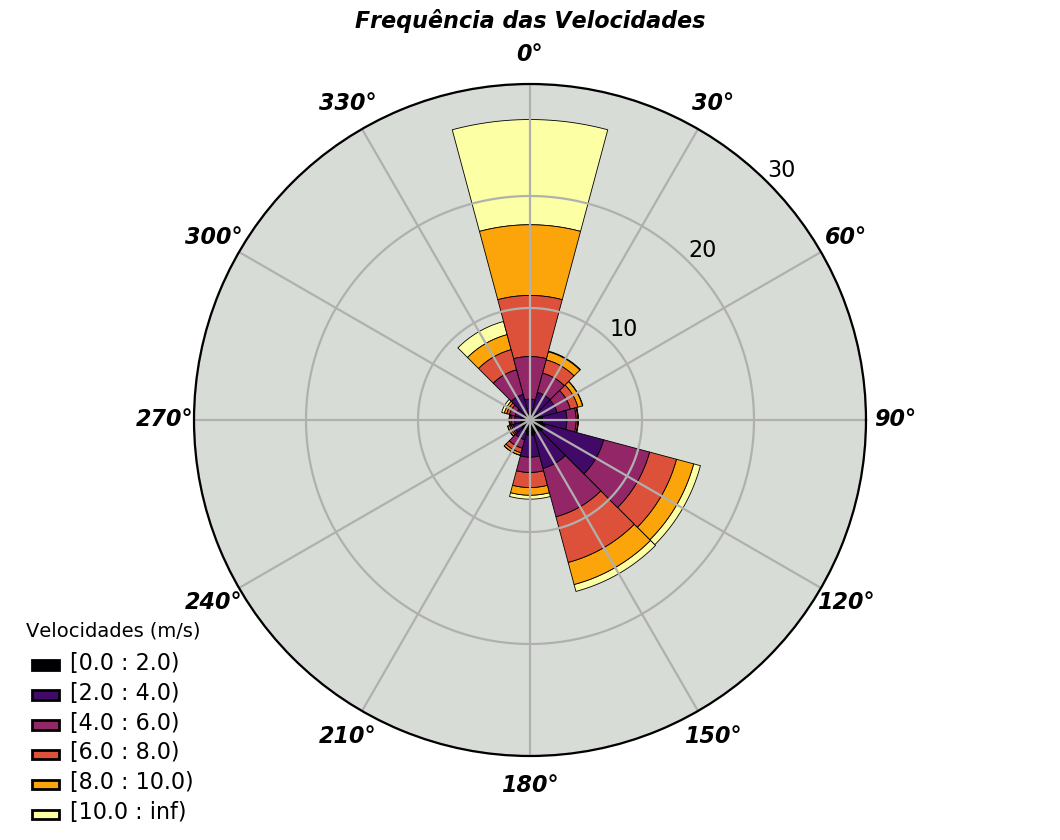 Frequência das Velocidades
0°
330°
30°
30
300°
60°
20
10
270°
90°
240°
120°
210°
150°
180°
Velocidades (m/s)
[0.0 : 2.0)
[2.0 : 4.0)
[4.0 : 6.0)
[6.0 : 8.0)
[8.0 : 10.0)
[10.0 : inf)